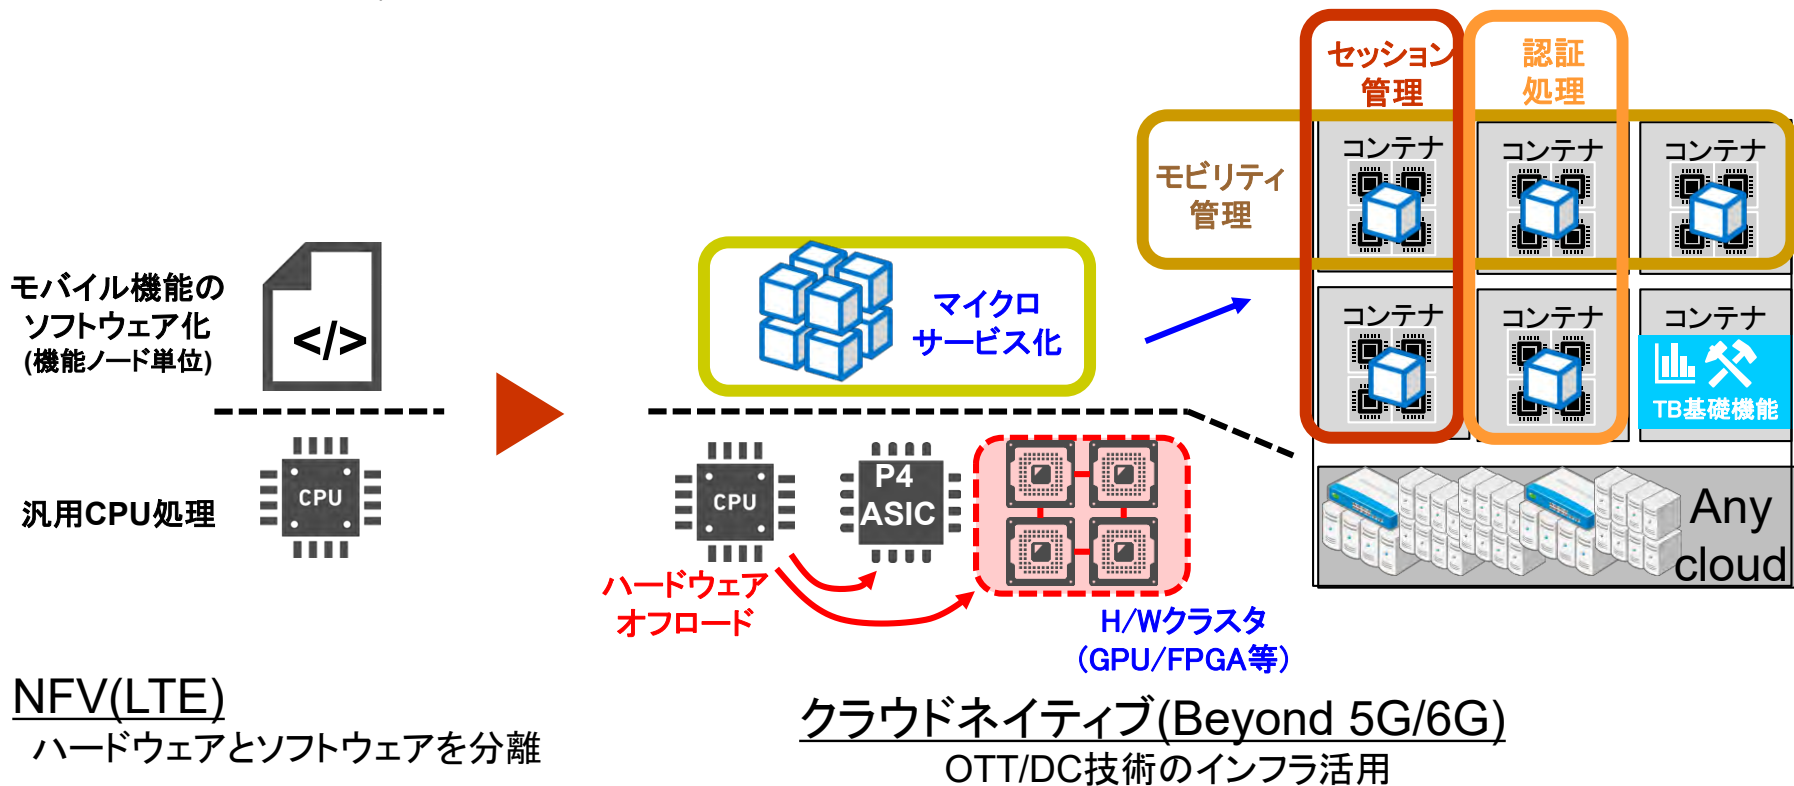 モバイル機能の
ソフトウェア化
(機能ノード単位)
</>
汎用CPU処理
CPU
NFV(LTE)
ハードウェアとソフトウェアを分離
マイクロ
サービス化
CPU
P4
ASIC
ハードウェア
オフロード
H/Wクラスタ
(GPU/FPGA等)
クラウドネイティブ(Beyond 5G/6G)
OTT/DC技術のインフラ活用
セッション
管理
認証
処理
モビリティ
管理
コンテナ
コンテナ
コンテナ
コンテナ
コンテナ
コンテナ
TB基礎機能
Any
cloud